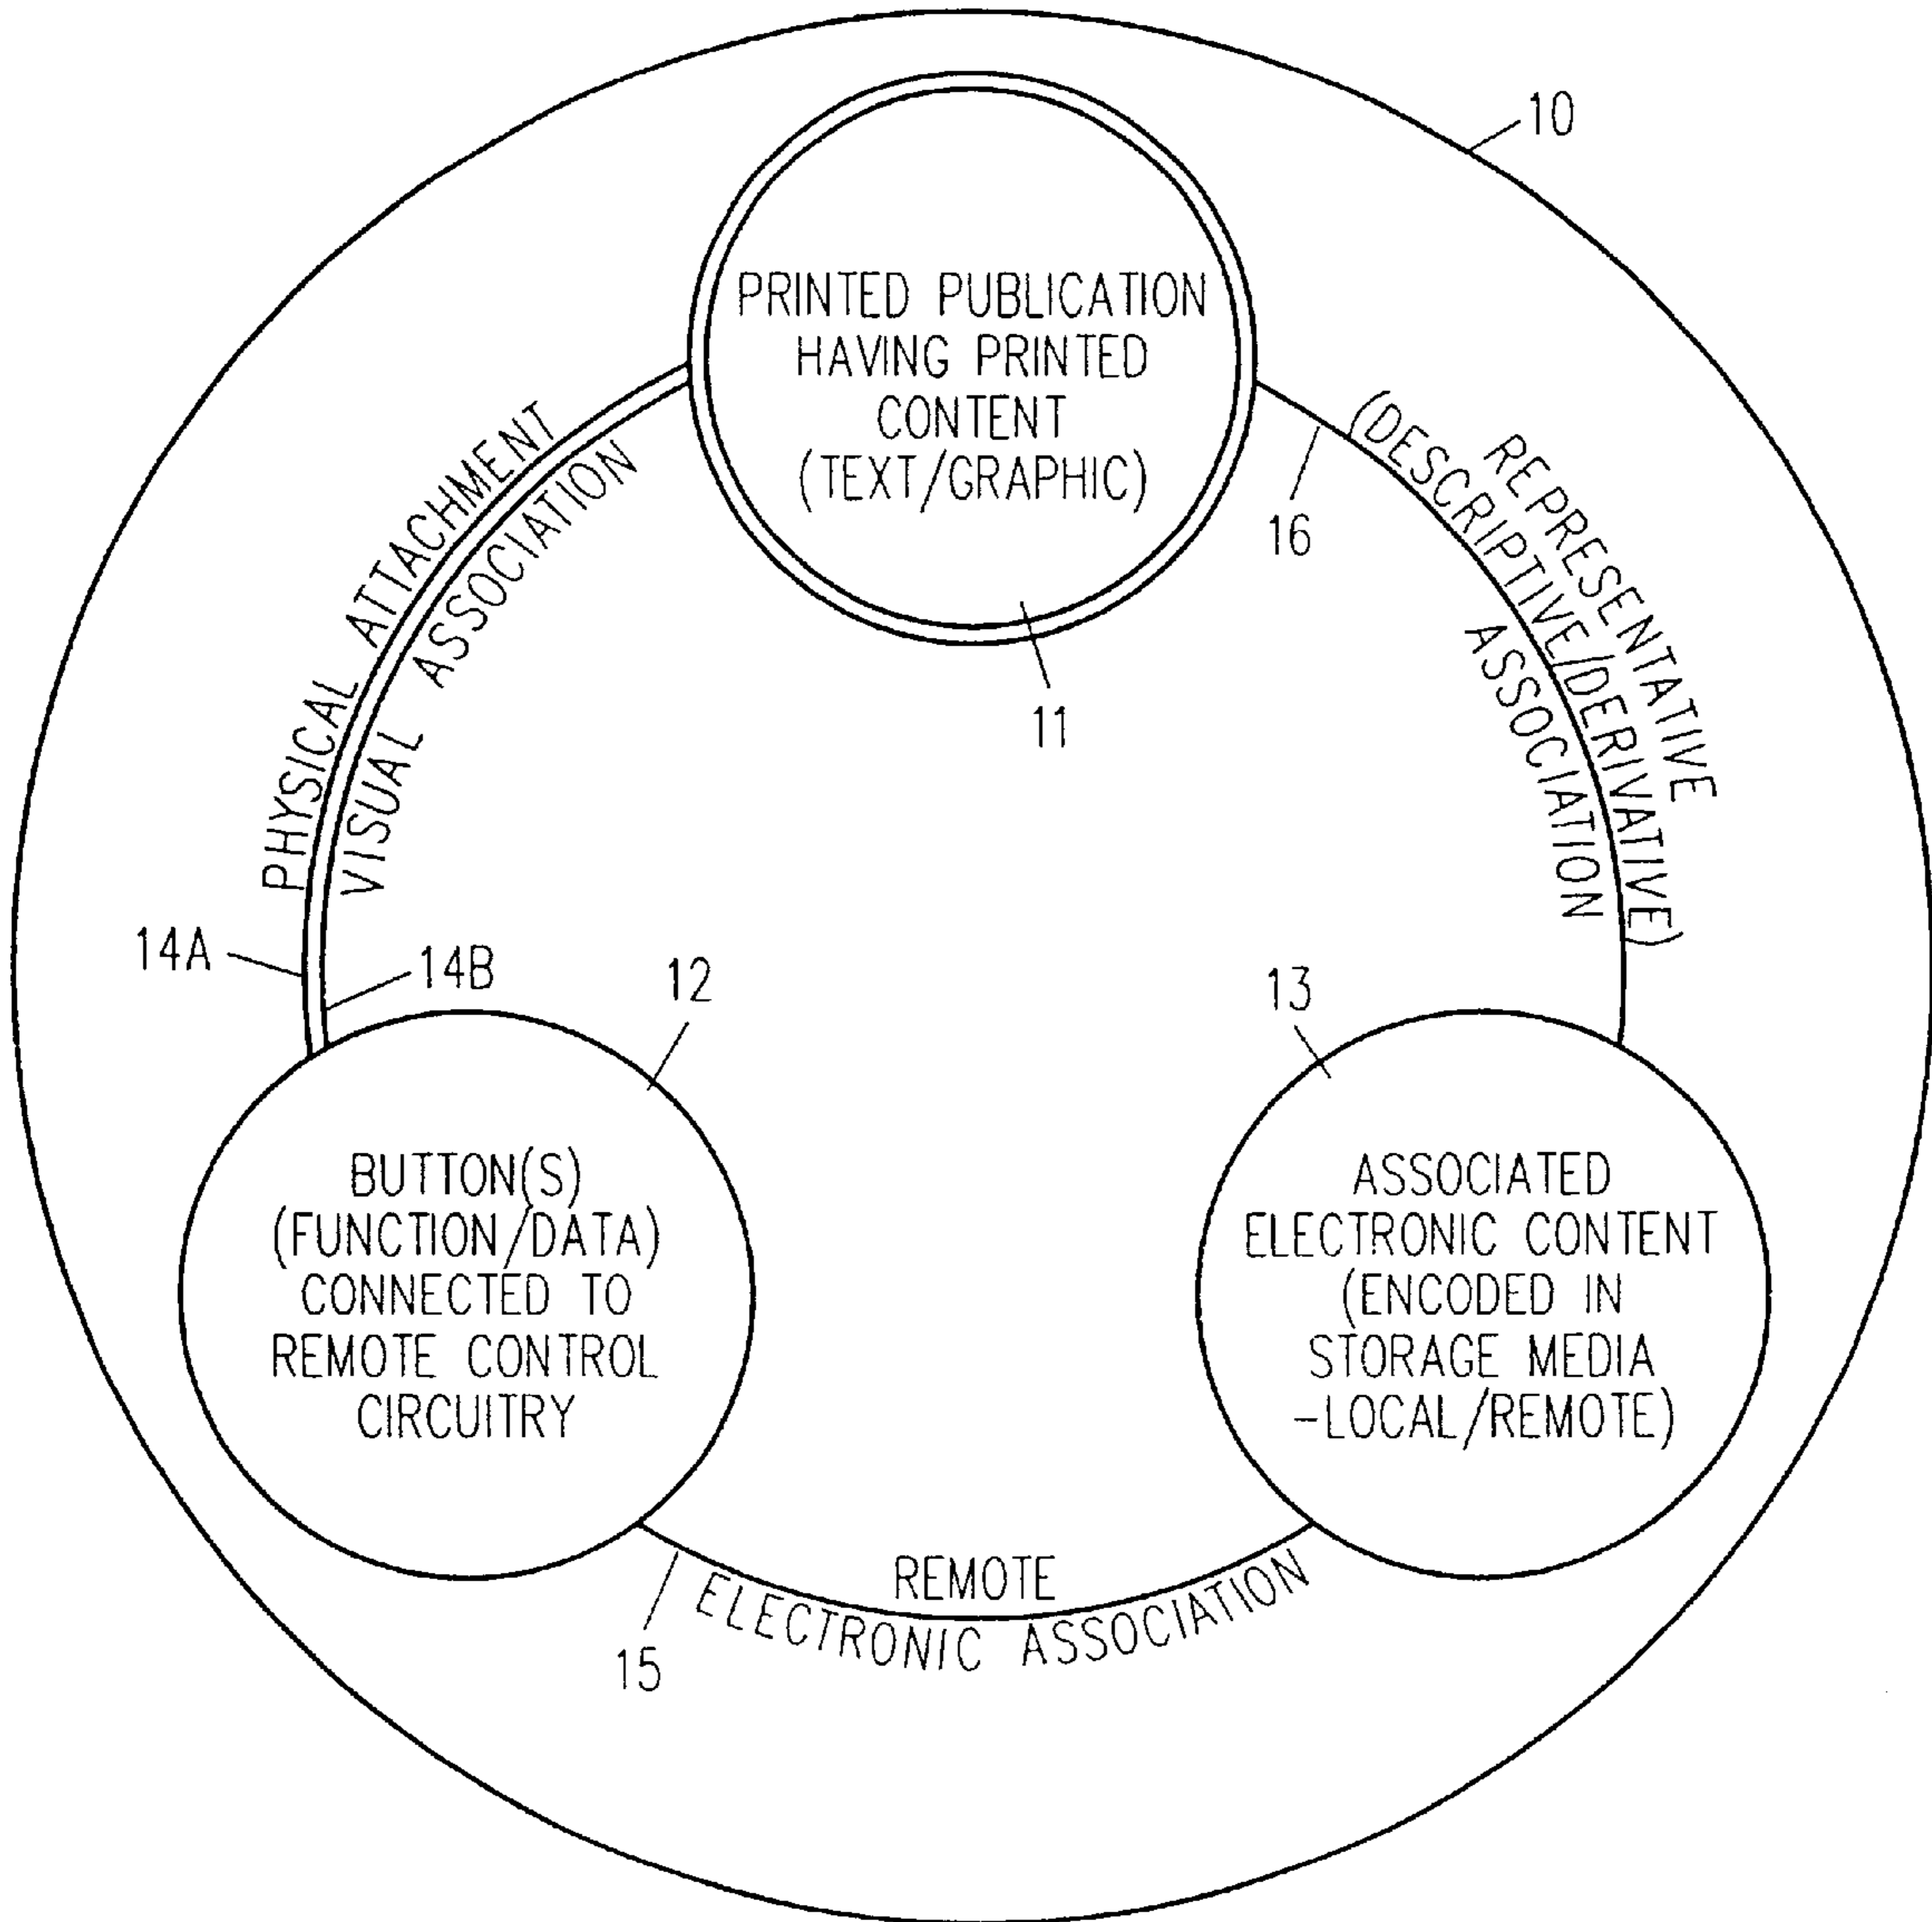 10
PRINTED PUBLICATION
HAVING PRINTED
CONTENT
(TEXT/GRAPHIC)
11
PHYSICAL ATTACHMENT
VISUAL ASSOCIATION
14A
14B
16
REPRESENTATIVE
(DESCRIPTIVE/DERIVATIVE)
ASSOCIATION
12
BUTTON(S)
(FUNCTION/DATA)
CONNECTED TO
REMOTE CONTROL
CIRCUITRY
13
ASSOCIATED
ELECTRONIC CONTENT
(ENCODED IN
STORAGE MEDIA
-LOCAL/REMOTE)
REMOTE
ELECTRONIC ASSOCIATION
15